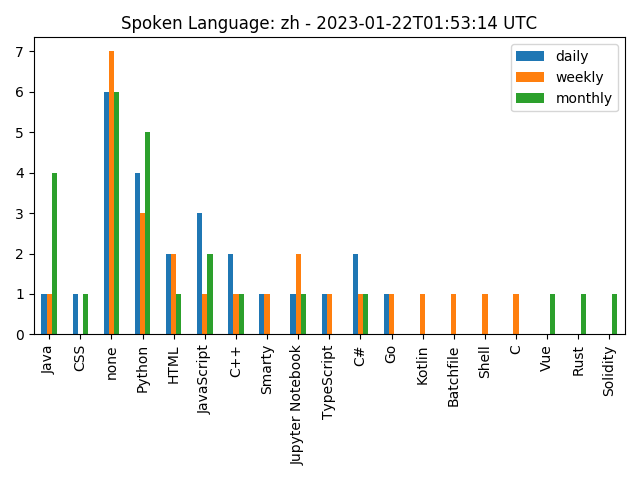 Spoken Language: zh - 2023-01-22T01:53:14 UTC
daily
weekly
monthly
7
6
5
4
3
2
1
0
Java
CSS
none
Python
HTML
JavaScript
C++
Smarty
Jupyter Notebook
TypeScript
C#
Go
Kotlin
Batchfile
Shell
C
Vue
Rust
Solidity